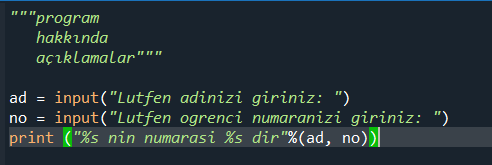 """program
hakkında
açıklamalar"""
ad = input("Lutfen adinizi giriniz: ")
no = input("Lutfen ogrenci numaranizi giriniz: ")
print ("%s nin numarasi %s dir"%(ad, no))